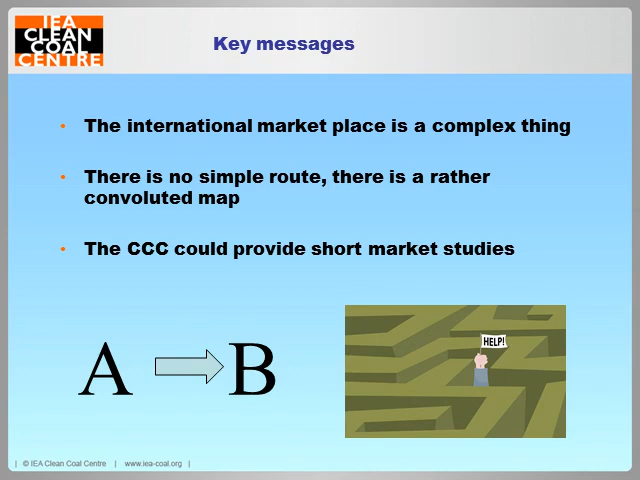 IEA
CLEAN
COAL
CENTRE
Key messages
• The international market place is a complex thing
• There is no simple route, there is a rather
convoluted map
• The CCC could provide short market studies
A B
HELP!
| © IEA Clean Coal Centre | www.iea-coal.org |